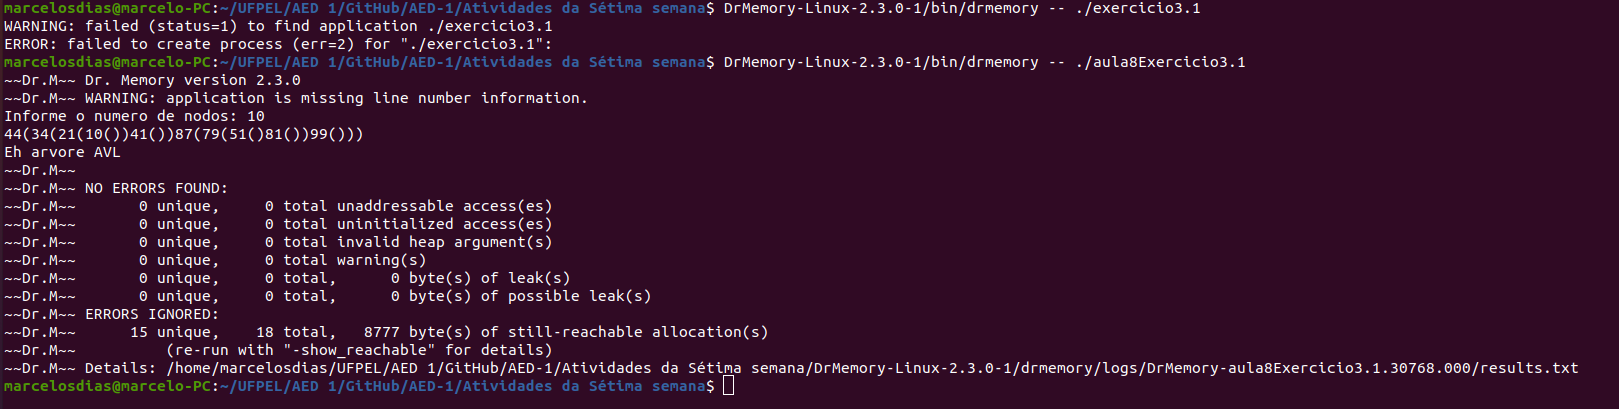 marcelosdias@marcelo-PC:~/UFPEL/AED 1/GitHub/AED-1/Atividades da Sétima semana$ DrMemory-Linux-2.3.0-1/bin/drmemory -- ./exercicio3.1
WARNING: failed (status=1) to find application ./exercicio3.1
ERROR: failed to create process (err=2) for "./exercicio3.1":
marcelosdias@marcelo-PC:~/UFPEL/AED 1/GitHub/AED-1/Atividades da Sétima semana$ DrMemory-Linux-2.3.0-1/bin/drmemory -- ./aula8Exercicio3.1
~~Dr.M~~ Dr. Memory version 2.3.0
~~Dr.M~~ WARNING: application is missing line number information.
Informe o numero de nodos: 10
44(34(21(10())41())87(79(51()81())99()))
Eh arvore AVL
~~Dr.M~~
~~Dr.M~~ NO ERRORS FOUND:
~~Dr.M~~       0 unique,     0 total unaddressable access(es)
~~Dr.M~~       0 unique,     0 total uninitialized access(es)
~~Dr.M~~       0 unique,     0 total invalid heap argument(s)
~~Dr.M~~       0 unique,     0 total warning(s)
~~Dr.M~~       0 unique,     0 total,      0 byte(s) of leak(s)
~~Dr.M~~       0 unique,     0 total,      0 byte(s) of possible leak(s)
~~Dr.M~~ ERRORS IGNORED:
~~Dr.M~~      15 unique,    18 total,   8777 byte(s) of still-reachable allocation(s)
~~Dr.M~~          (re-run with "-show_reachable" for details)
~~Dr.M~~ Details: /home/marcelosdias/UFPEL/AED 1/GitHub/AED-1/Atividades da Sétima semana/DrMemory-Linux-2.3.0-1/drmemory/logs/DrMemory-aula8Exercicio3.1.30768.000/results.txt
marcelosdias@marcelo-PC:~/UFPEL/AED 1/GitHub/AED-1/Atividades da Sétima semana$